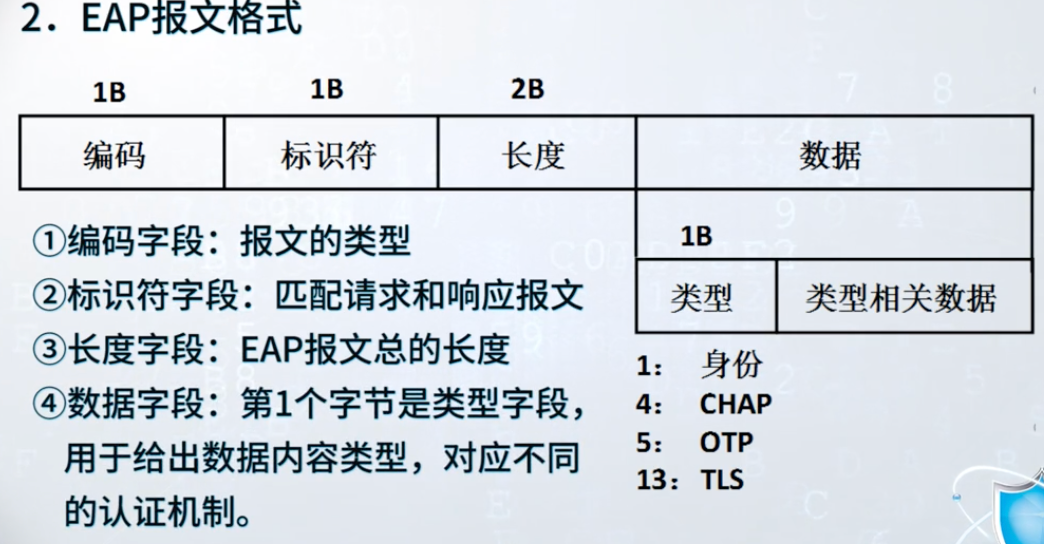 2．EAP报文格式
1B 1B 2B
编码 标识符 长度 数据
1B
类型 类型相关数据
①编码字段：报文的类型
②标识符字段：匹配请求和响应报文
③长度字段：EAP报文总的长度
④数据字段：第1个字节是类型字段，
用于给出数据内容类型，对应不同
的认证机制。
1： 身份
4： CHAP
5： OTP
13： TLS